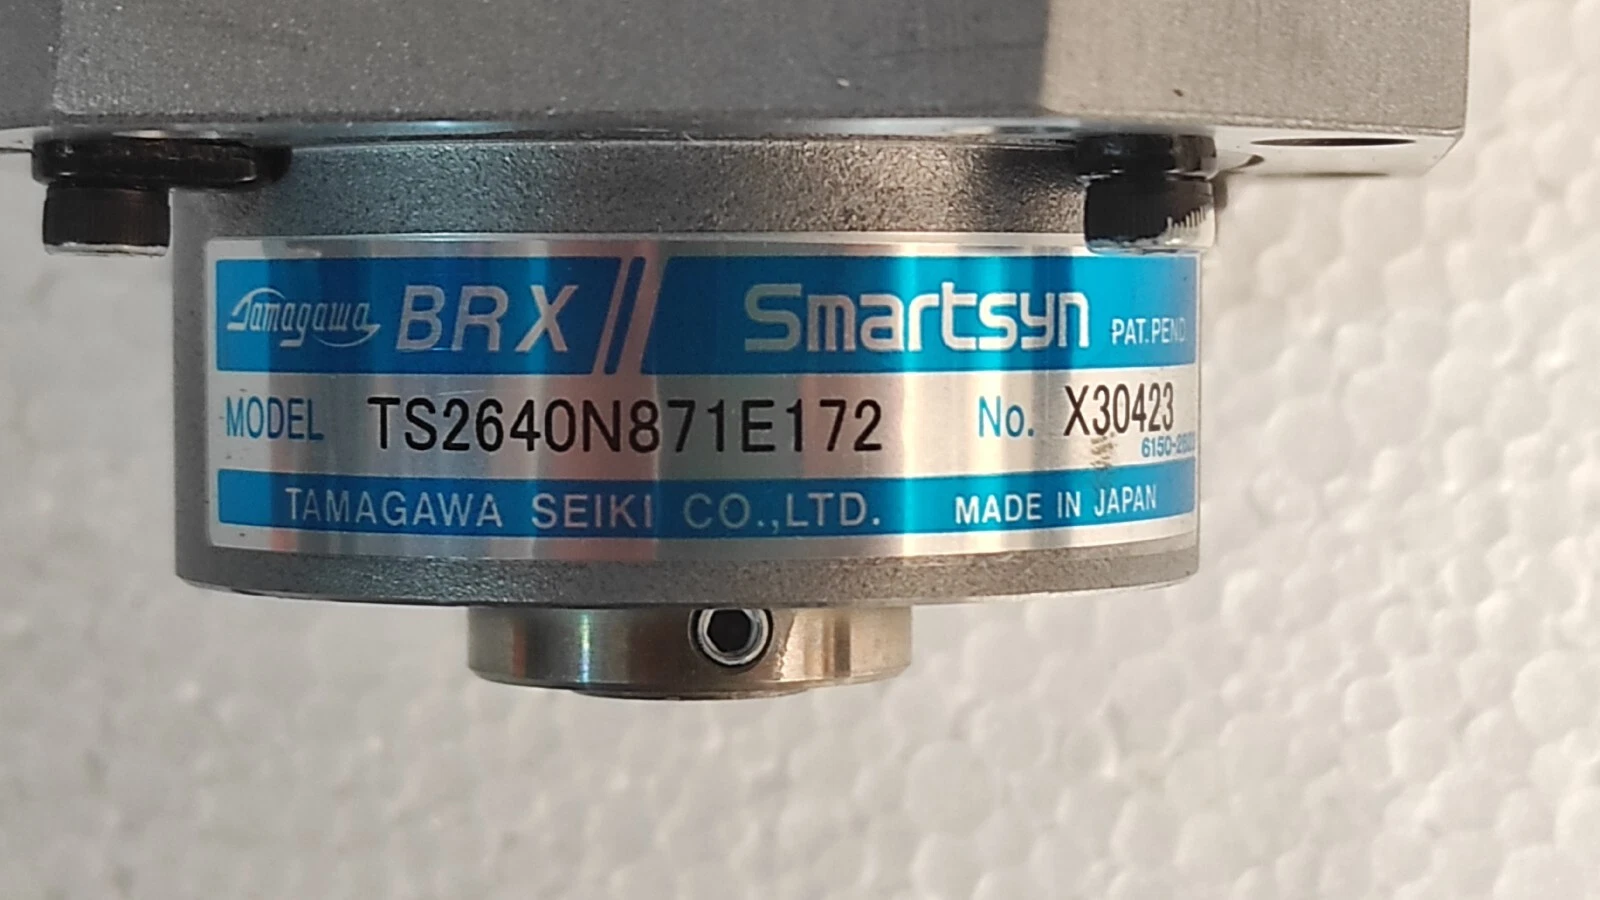 Tamagawa BRX Smartsyn PAT.PEND
MODEL TS2640N871E172 No. X30423
TAMAGAWA SEIKI CO.,LTD. MADE IN JAPAN